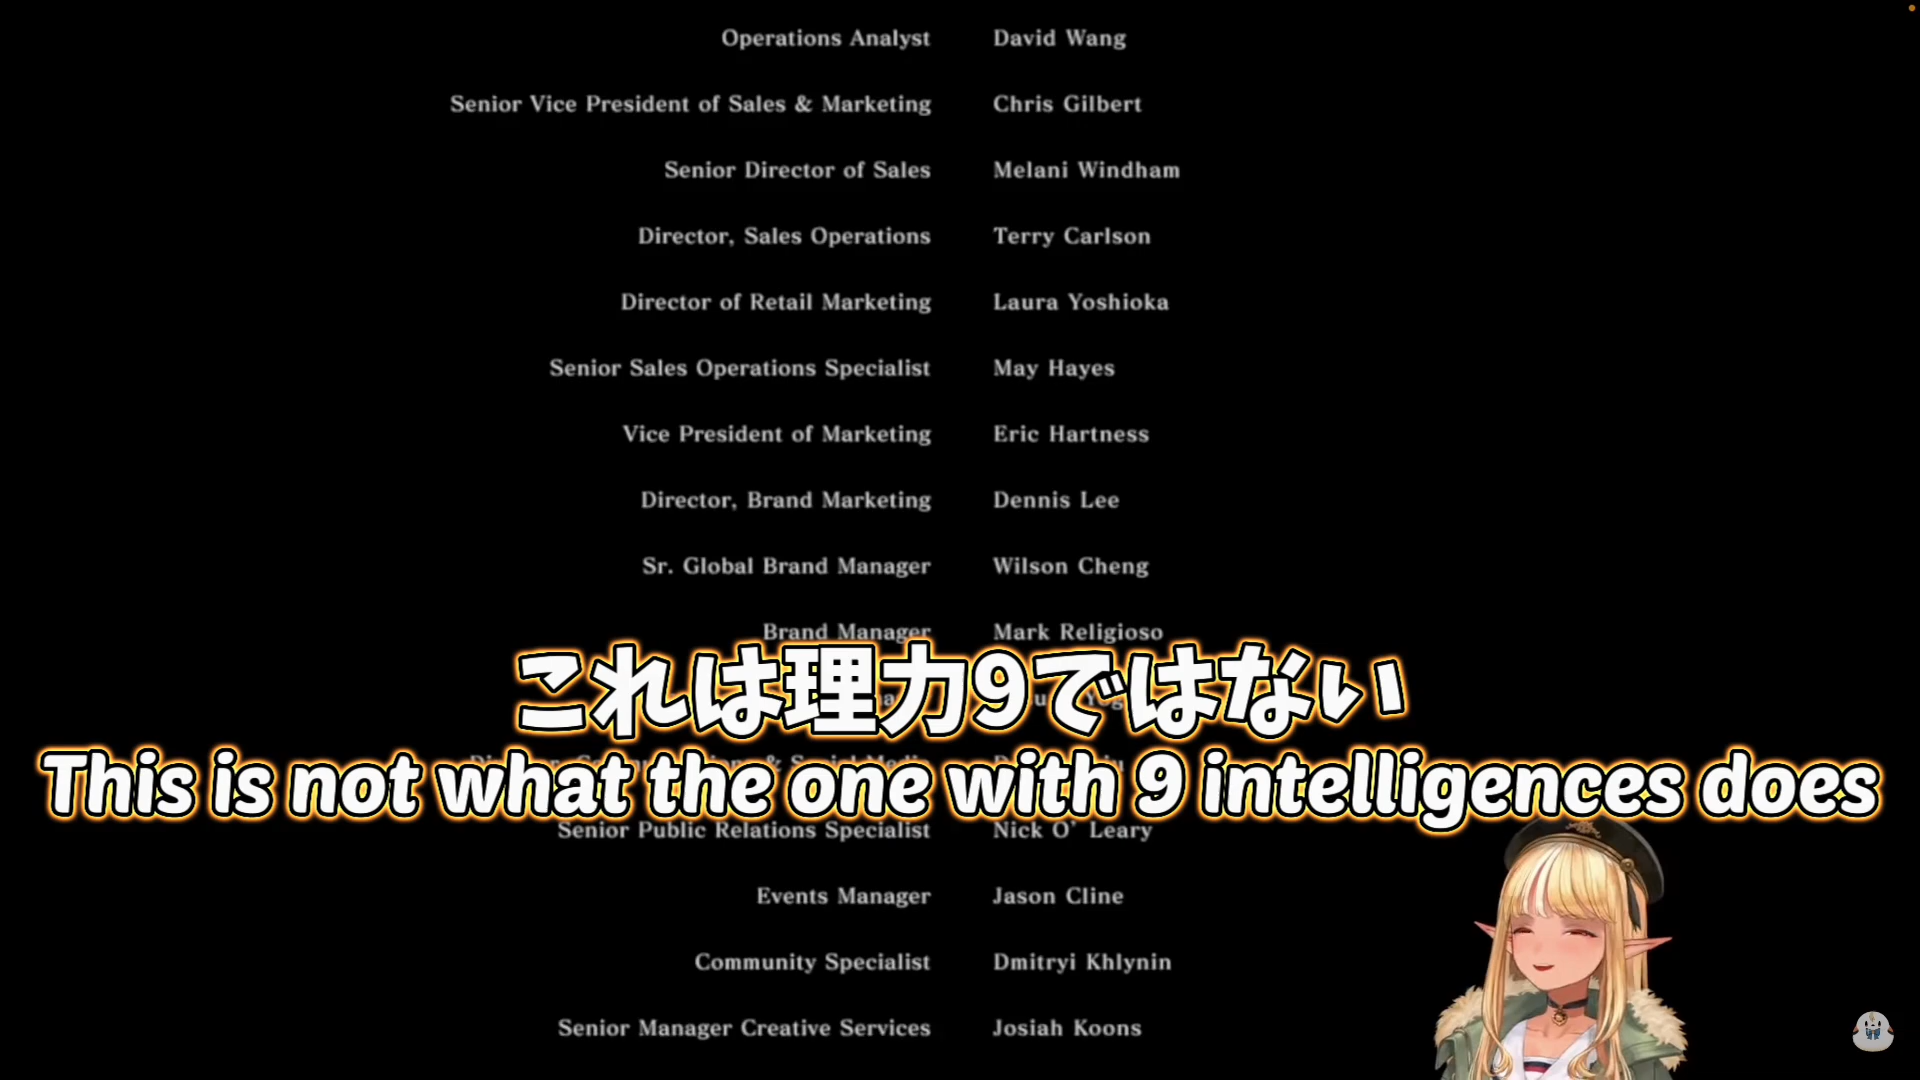 Operations Analyst David Wang
Senior Vice President of Sales & Marketing Chris Gilbert
Senior Director of Sales Melani Windham
Director, Sales Operations Terry Carlson
Director of Retail Marketing Laura Yoshioka
Senior Sales Operations Specialist May Hayes
Vice President of Marketing Eric Hartness
Director, Brand Marketing Dennis Lee
Sr. Global Brand Manager Wilson Cheng
Brand Manager Mark Religioso
これは理力9ではない
This is not what the one with 9 intelligences does
Senior Public Relations Specialist Nick O' Leary
Events Manager Jason Cline
Community Specialist Dmitryi Khlynin
Senior Manager Creative Services Josiah Koons